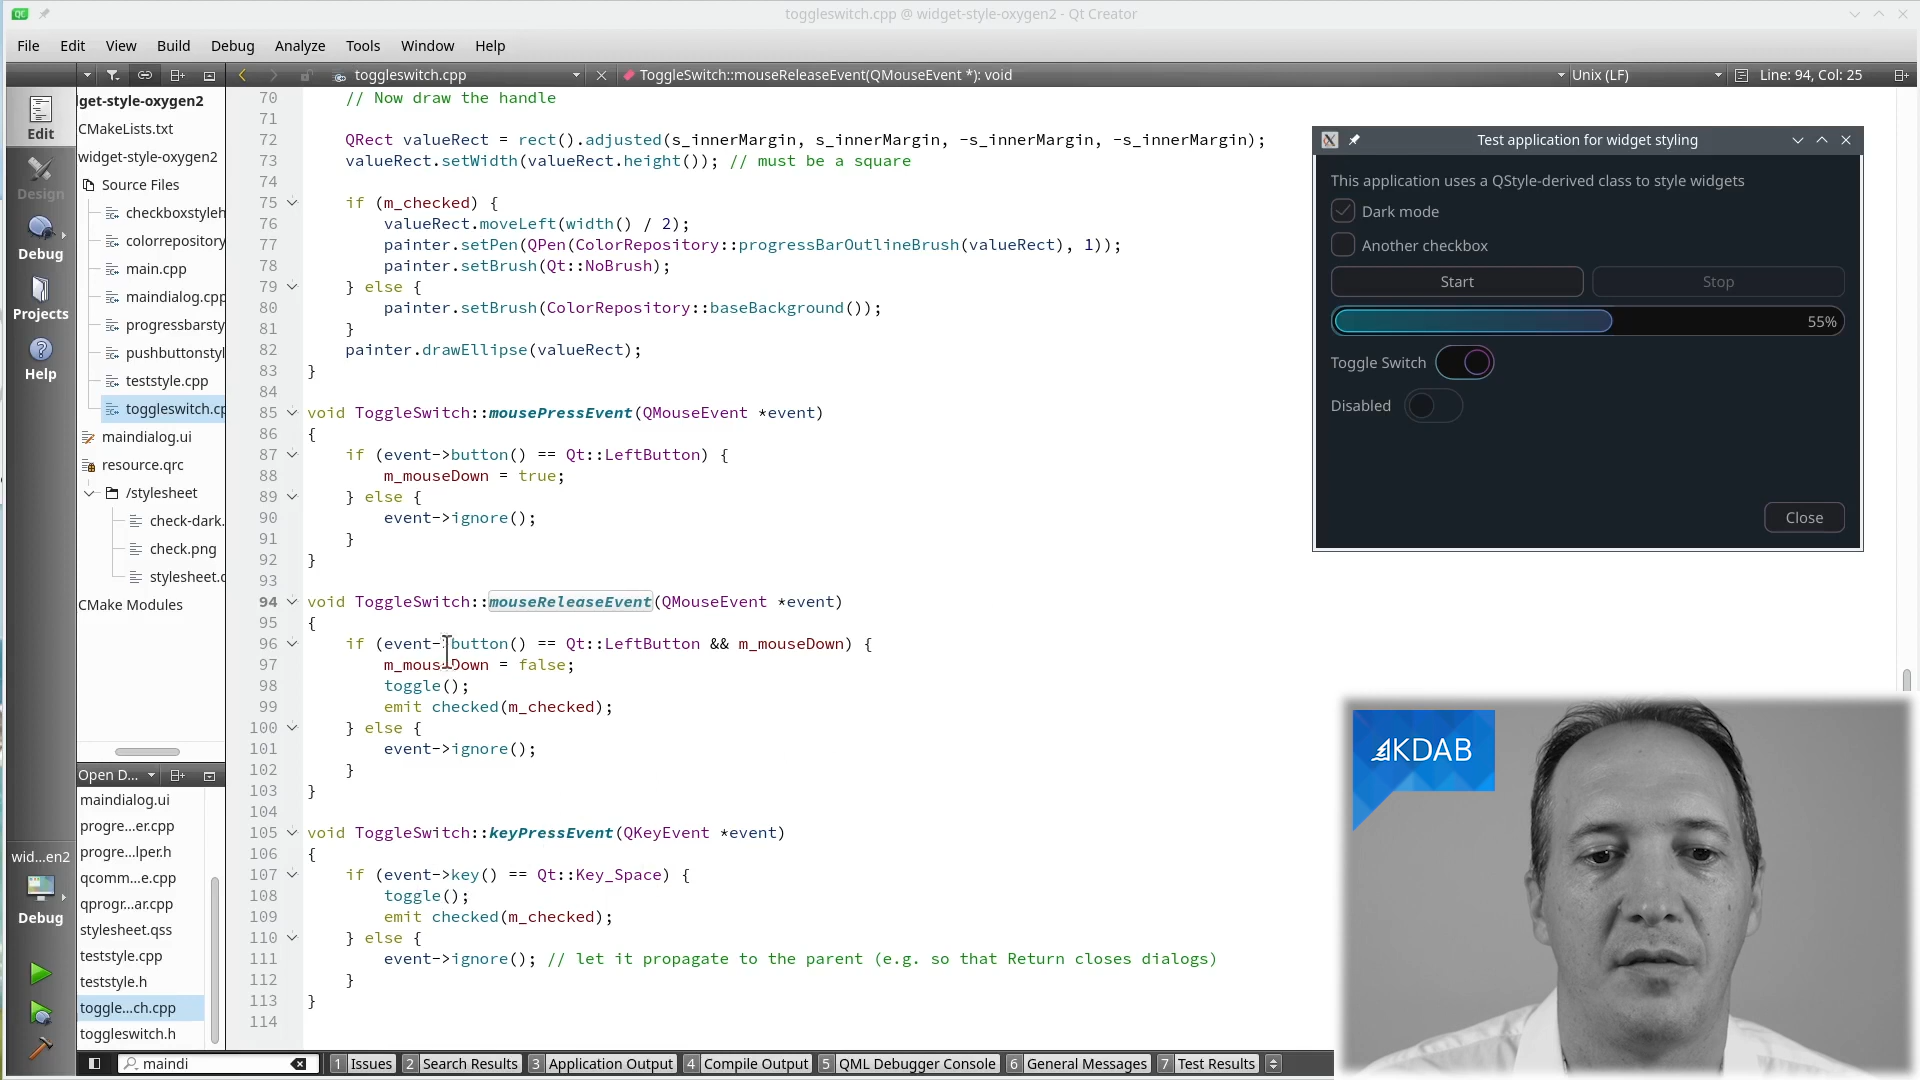 toggleswitch.cpp @ widget-style-oxygen2 - Qt Creator
File Edit View Build Debug Analyze Tools Window Help
toggleswitch.cpp
ToggleSwitch::mouseReleaseEvent(QMouseEvent *): void
Unix (LF)
Line: 94, Col: 25
Edit
Design
Debug
Projects
Help
wid...en2
Debug
get-style-oxygen2
CMakeLists.txt
widget-style-oxygen2
Source Files
checkboxstyleh
colorrepository
main.cpp
maindialog.cpp
progressbarsty
pushbuttonstyl
teststyle.cpp
toggleswitch.cp
maindialog.ui
resource.qrc
/stylesheet
check-dark.
check.png
stylesheet.q
CMake Modules
Open D...
maindialog.ui
progre...er.cpp
progre...lper.h
qcomm...e.cpp
qprogr...ar.cpp
stylesheet.qss
teststyle.cpp
teststyle.h
toggle...ch.cpp
toggleswitch.h
70 // Now draw the handle
71
72 QRect valueRect = rect().adjusted(s_innerMargin, s_innerMargin, -s_innerMargin, -s_innerMargin);
73 valueRect.setWidth(valueRect.height()); // must be a square
74
75 if (m_checked) {
76 valueRect.moveLeft(width() / 2);
77 painter.setPen(QPen(ColorRepository::progressBarOutlineBrush(valueRect), 1));
78 painter.setBrush(Qt::NoBrush);
79 } else {
80 painter.setBrush(ColorRepository::baseBackground());
81 }
82 painter.drawEllipse(valueRect);
83 }
84
85 void ToggleSwitch::mousePressEvent(QMouseEvent *event)
86 {
87 if (event->button() == Qt::LeftButton) {
88 m_mouseDown = true;
89 } else {
90 event->ignore();
91 }
92 }
93
94 void ToggleSwitch::mouseReleaseEvent(QMouseEvent *event)
95 {
96 if (event->button() == Qt::LeftButton && m_mouseDown) {
97 m_mouseDown = false;
98 toggle();
99 emit checked(m_checked);
100 } else {
101 event->ignore();
102 }
103 }
104
105 void ToggleSwitch::keyPressEvent(QKeyEvent *event)
106 {
107 if (event->key() == Qt::Key_Space) {
108 toggle();
109 emit checked(m_checked);
110 } else {
111 event->ignore(); // let it propagate to the parent (e.g. so that Return closes dialogs)
112 }
113 }
114
Test application for widget styling
This application uses a QStyle-derived class to style widgets
Dark mode
Another checkbox
Start Stop
55%
Toggle Switch
Disabled
Close
KDAB
maindi
1 Issues 2 Search Results 3 Application Output 4 Compile Output 5 QML Debugger Console 6 General Messages 7 Test Results